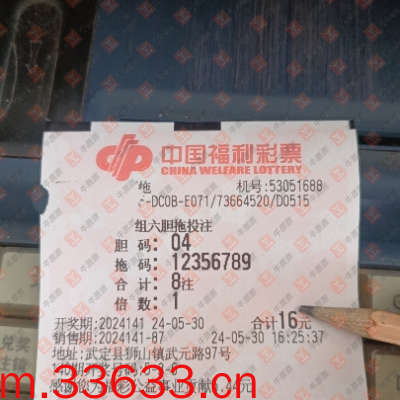 中国福利彩票
CHINA WELFARE LOTTERY
机号:53051688
-DC0B-E071/73664520/D0515
组六胆拖投注
胆 码: 04
拖 码: 12356789
合 计: 8注
倍 数: 1
开奖期:2024141 24-05-30 合计16元
销售期:2024141-87 24-05-30 16:25:37
地址:武定县狮山镇武元路97号
m.33633.cn